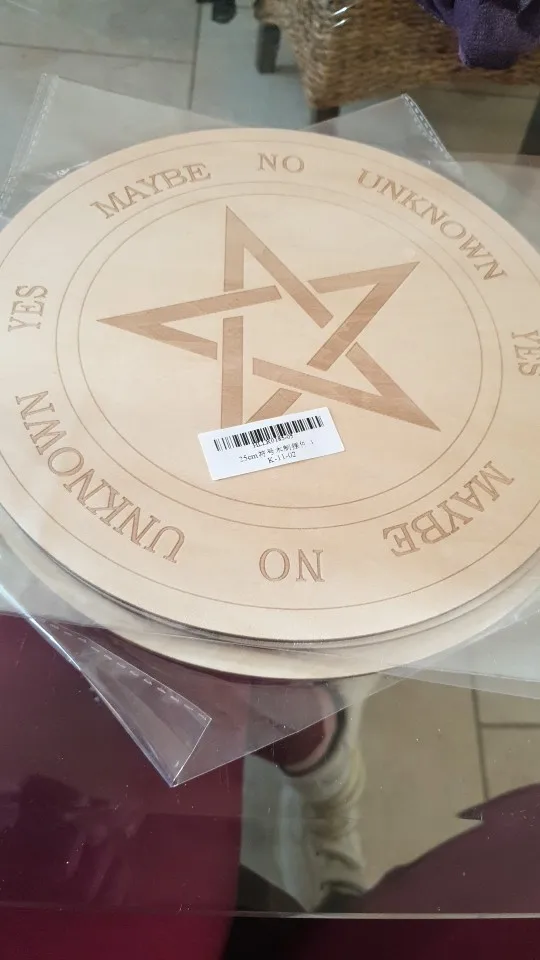 MAYBE
NO
UNKNOWN
YES
MAYBE
NO
UNKNOWN
YES
25cm
K-11-02